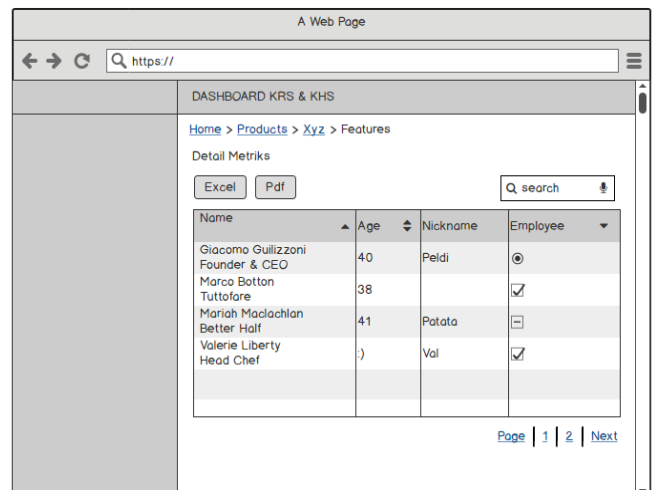 A Web Page
https://
DASHBOARD KRS & KHS
Home > Products > Xyz > Features
Detail Metriks
Excel Pdf search
Name Age Nickname Employee
Giacomo Guilizzoni
Founder & CEO 40 Peldi
Marco Botton
Tuttofare 38
Mariah Maclachlan
Better Half 41 Patata
Valerie Liberty
Head Chef :) Val
Page 1 2 Next